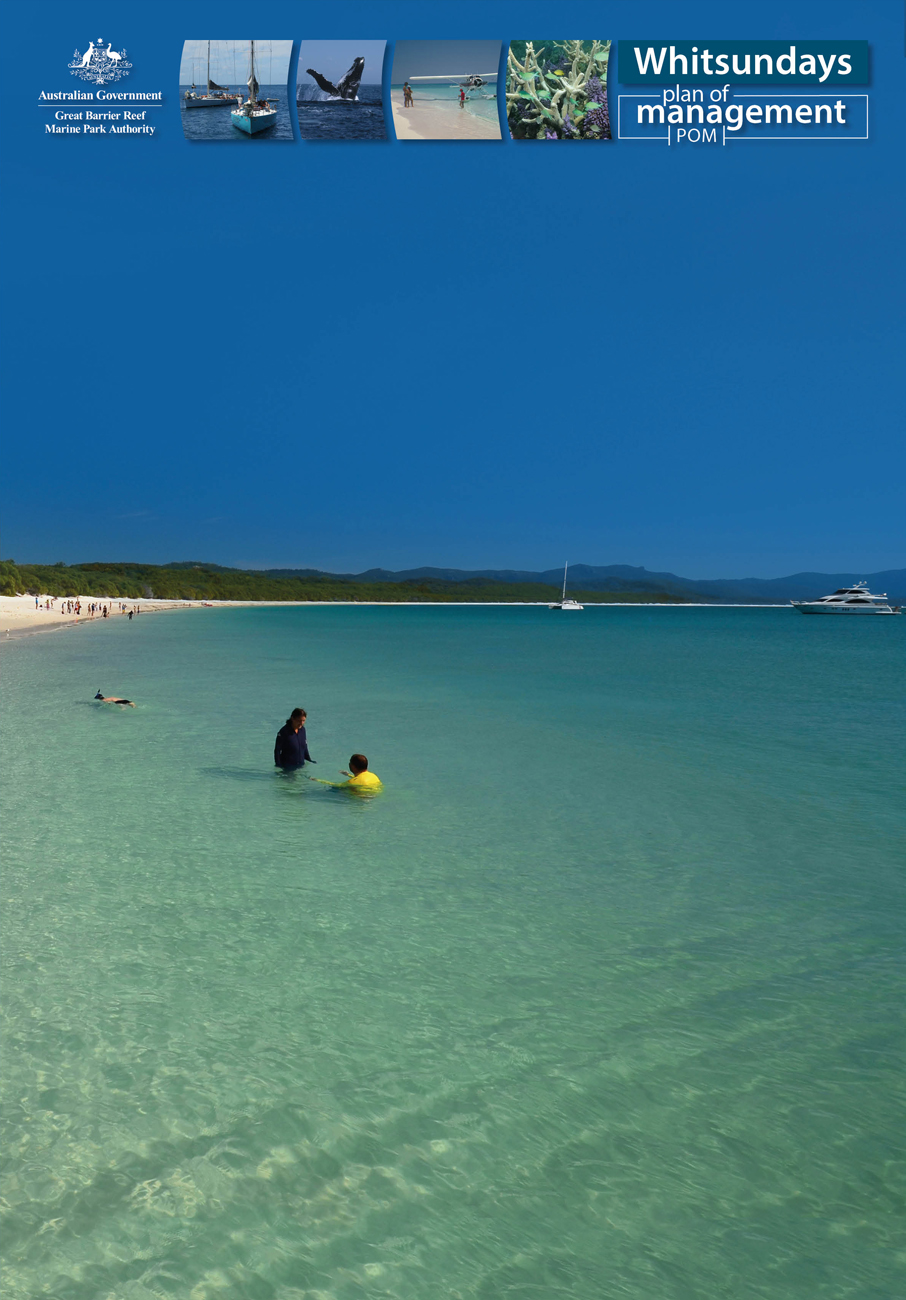 Australian Government
Great Barrier Reef
Marine Park Authority
Whitsundays
plan of
management
POM